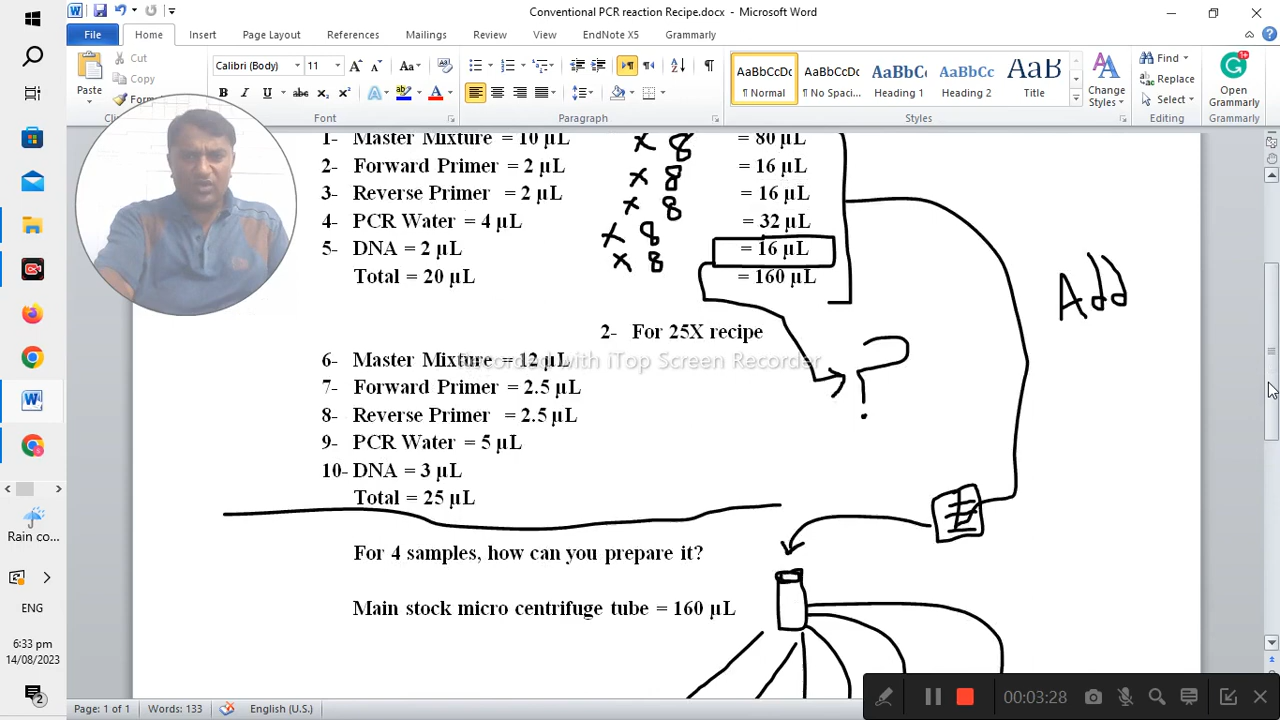 Conventional PCR reaction Recipe.docx - Microsoft Word
File Home Insert Page Layout References Mailings Review View EndNote X5 Grammarly
Cut
Copy
Paste
Calibri (Body) 11
Font
Paragraph
AaBbCcDc AaBbCcDc AaBbC AaBbCc AaB
¶ Normal ¶ No Spaci... Heading 1 Heading 2 Title
Styles
Change Styles
Find
Replace
Select
Editing
Open Grammarly
Grammarly
1- Master Mixture = 10 µL × 8 = 80 µL
2- Forward Primer = 2 µL × 8 = 16 µL
3- Reverse Primer = 2 µL × 8 = 16 µL
4- PCR Water = 4 µL × 8 = 32 µL
5- DNA = 2 µL × 8 = 16 µL
Total = 20 µL = 160 µL
Add
2- For 25X recipe
6- Master Mixture = 12 µL
Recorded with iTop Screen Recorder
?
7- Forward Primer = 2.5 µL
8- Reverse Primer = 2.5 µL
9- PCR Water = 5 µL
10- DNA = 3 µL
Total = 25 µL
For 4 samples, how can you prepare it?
Main stock micro centrifuge tube = 160 µL
Rain co...
ENG
6:33 pm
14/08/2023
2
00:03:28
Page: 1 of 1 Words: 133 English (U.S.)